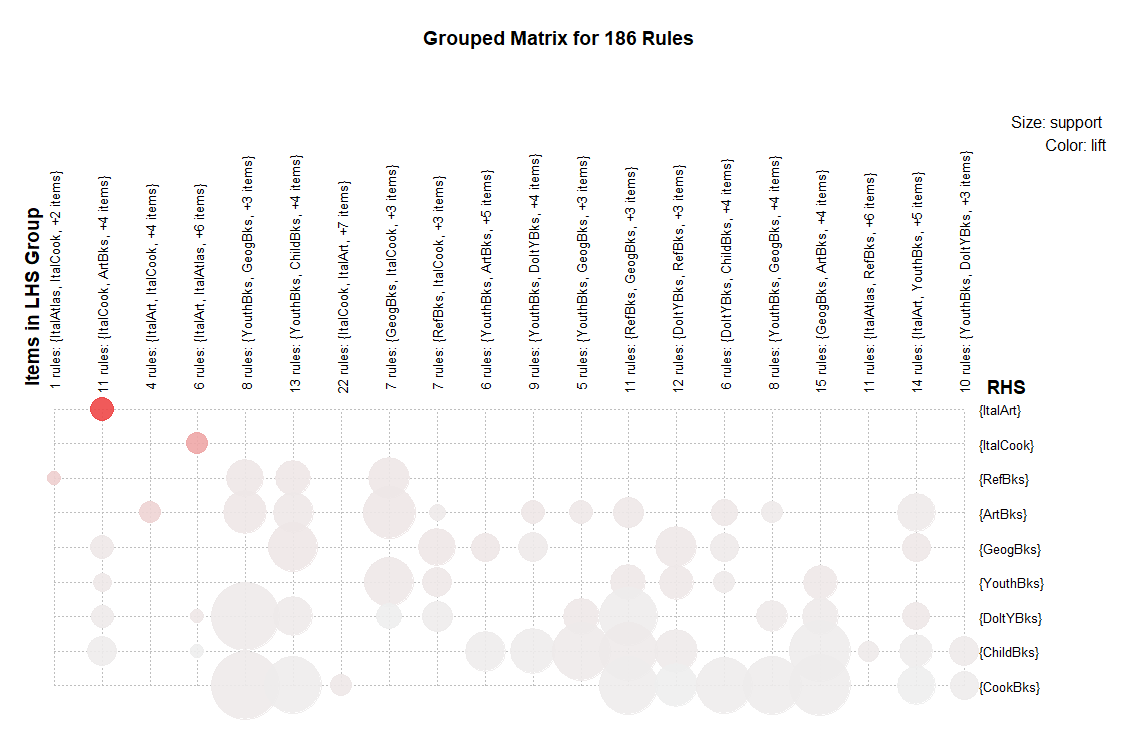 Grouped Matrix for 186 Rules
Size: support
Color: lift
Items in LHS Group
1 rules: {ItalAtlas, ItalCook, +2 items}
11 rules: {ItalCook, ArtBks, +4 items}
4 rules: {ItalArt, ItalCook, +4 items}
6 rules: {ItalArt, ItalAtlas, +6 items}
8 rules: {YouthBks, GeogBks, +3 items}
13 rules: {YouthBks, ChildBks, +4 items}
22 rules: {ItalCook, ItalArt, +7 items}
7 rules: {GeogBks, ItalCook, +3 items}
7 rules: {RefBks, ItalCook, +3 items}
6 rules: {YouthBks, ArtBks, +5 items}
9 rules: {YouthBks, DoItYBks, +4 items}
5 rules: {YouthBks, GeogBks, +3 items}
11 rules: {RefBks, GeogBks, +3 items}
12 rules: {DoItYBks, RefBks, +3 items}
6 rules: {DoItYBks, ChildBks, +4 items}
8 rules: {YouthBks, GeogBks, +4 items}
15 rules: {GeogBks, ArtBks, +4 items}
11 rules: {ItalAtlas, RefBks, +6 items}
14 rules: {ItalArt, YouthBks, +5 items}
10 rules: {YouthBks, DoItYBks, +3 items}
RHS
{ItalArt}
{ItalCook}
{RefBks}
{ArtBks}
{GeogBks}
{YouthBks}
{DoItYBks}
{ChildBks}
{CookBks}